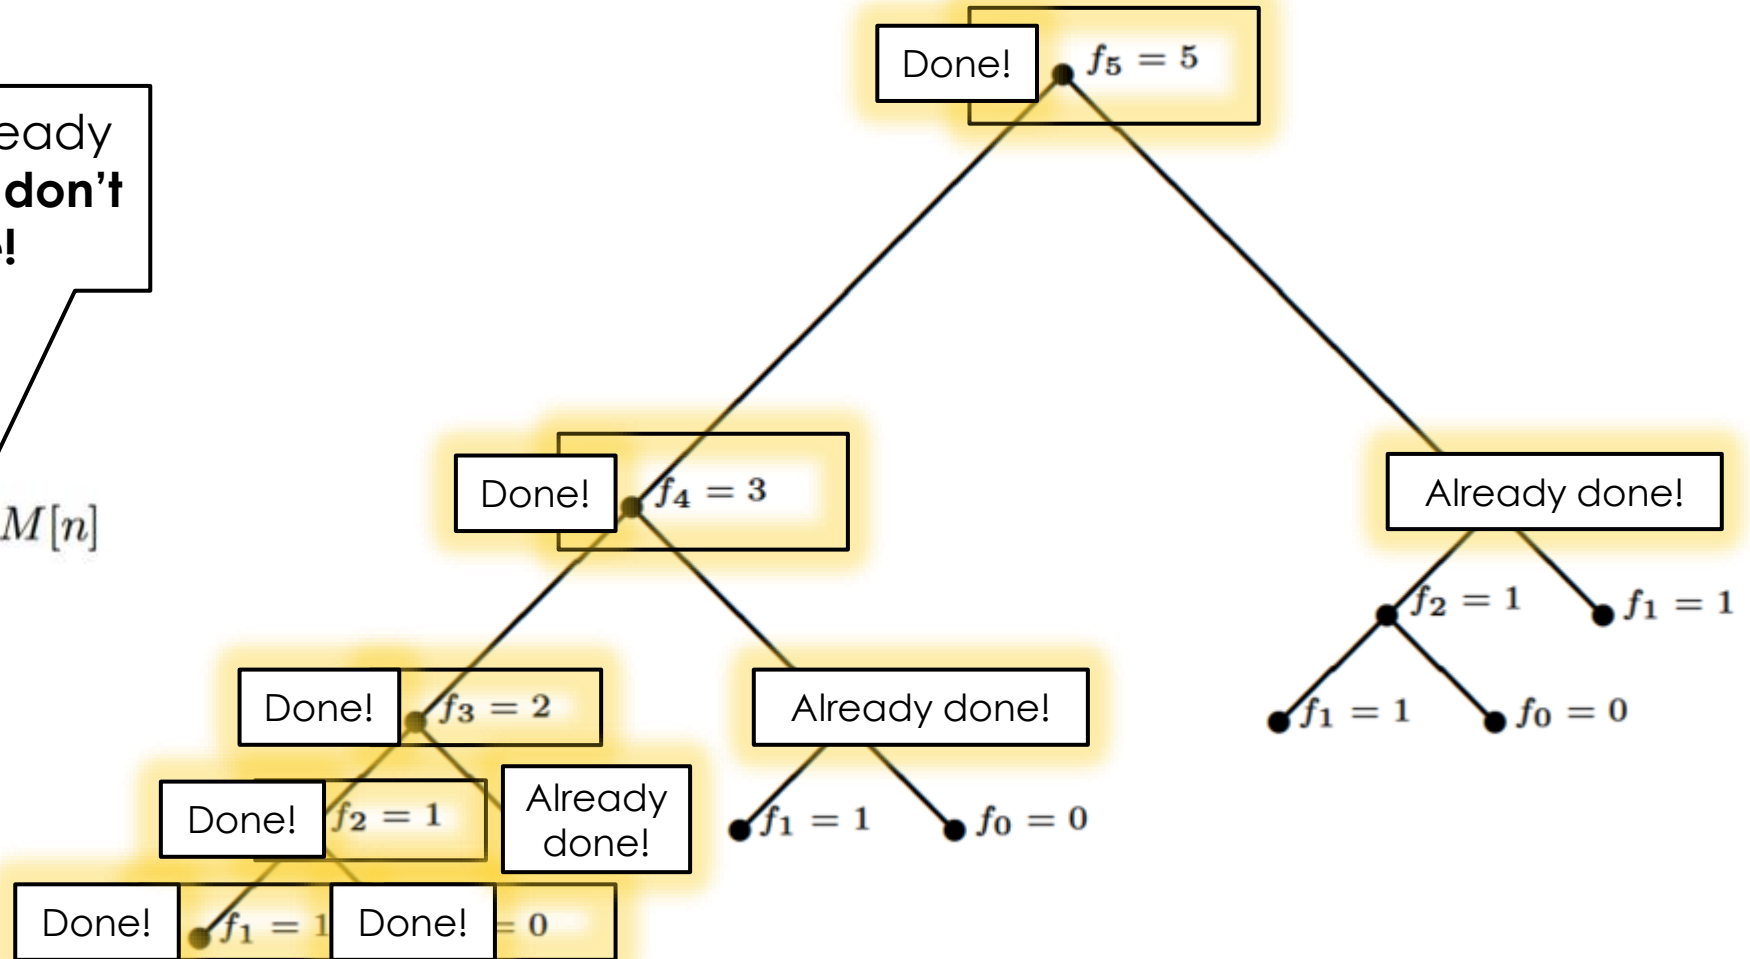 Done!
f₅ = 5
eady
don't
e!
Done!
f₄ = 3
Already done!
M[n]
f₂ = 1
f₁ = 1
Done!
f₃ = 2
Already done!
f₁ = 1
f₀ = 0
Done!
f₂ = 1
Already
done!
f₁ = 1
f₀ = 0
Done!
f₁ = 1
Done!
= 0